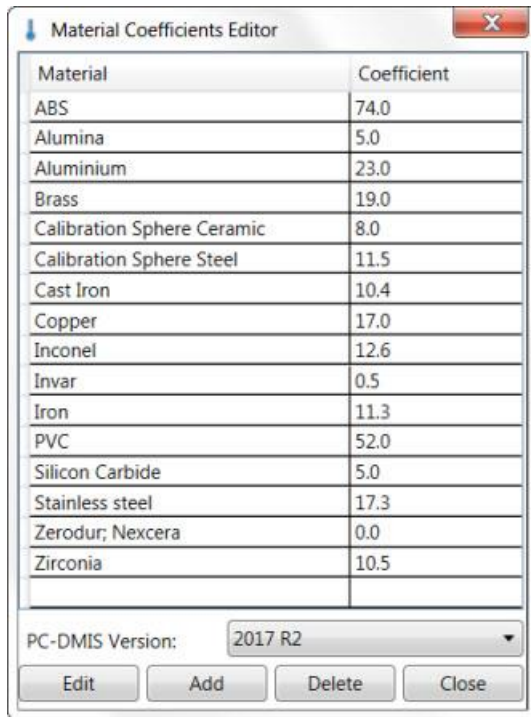 Material Coefficients Editor
Material Coefficient
ABS 74.0
Alumina 5.0
Aluminium 23.0
Brass 19.0
Calibration Sphere Ceramic 8.0
Calibration Sphere Steel 11.5
Cast Iron 10.4
Copper 17.0
Inconel 12.6
Invar 0.5
Iron 11.3
PVC 52.0
Silicon Carbide 5.0
Stainless steel 17.3
Zerodur; Nexcera 0.0
Zirconia 10.5
PC-DMIS Version: 2017 R2
Edit Add Delete Close